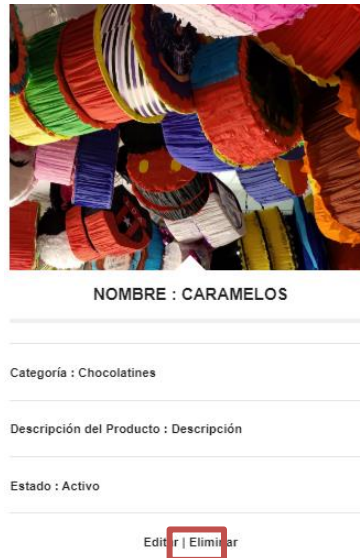 NOMBRE : CARAMELOS
Categoría : Chocolatines
Descripción del Producto : Descripción
Estado : Activo
Editar | Eliminar